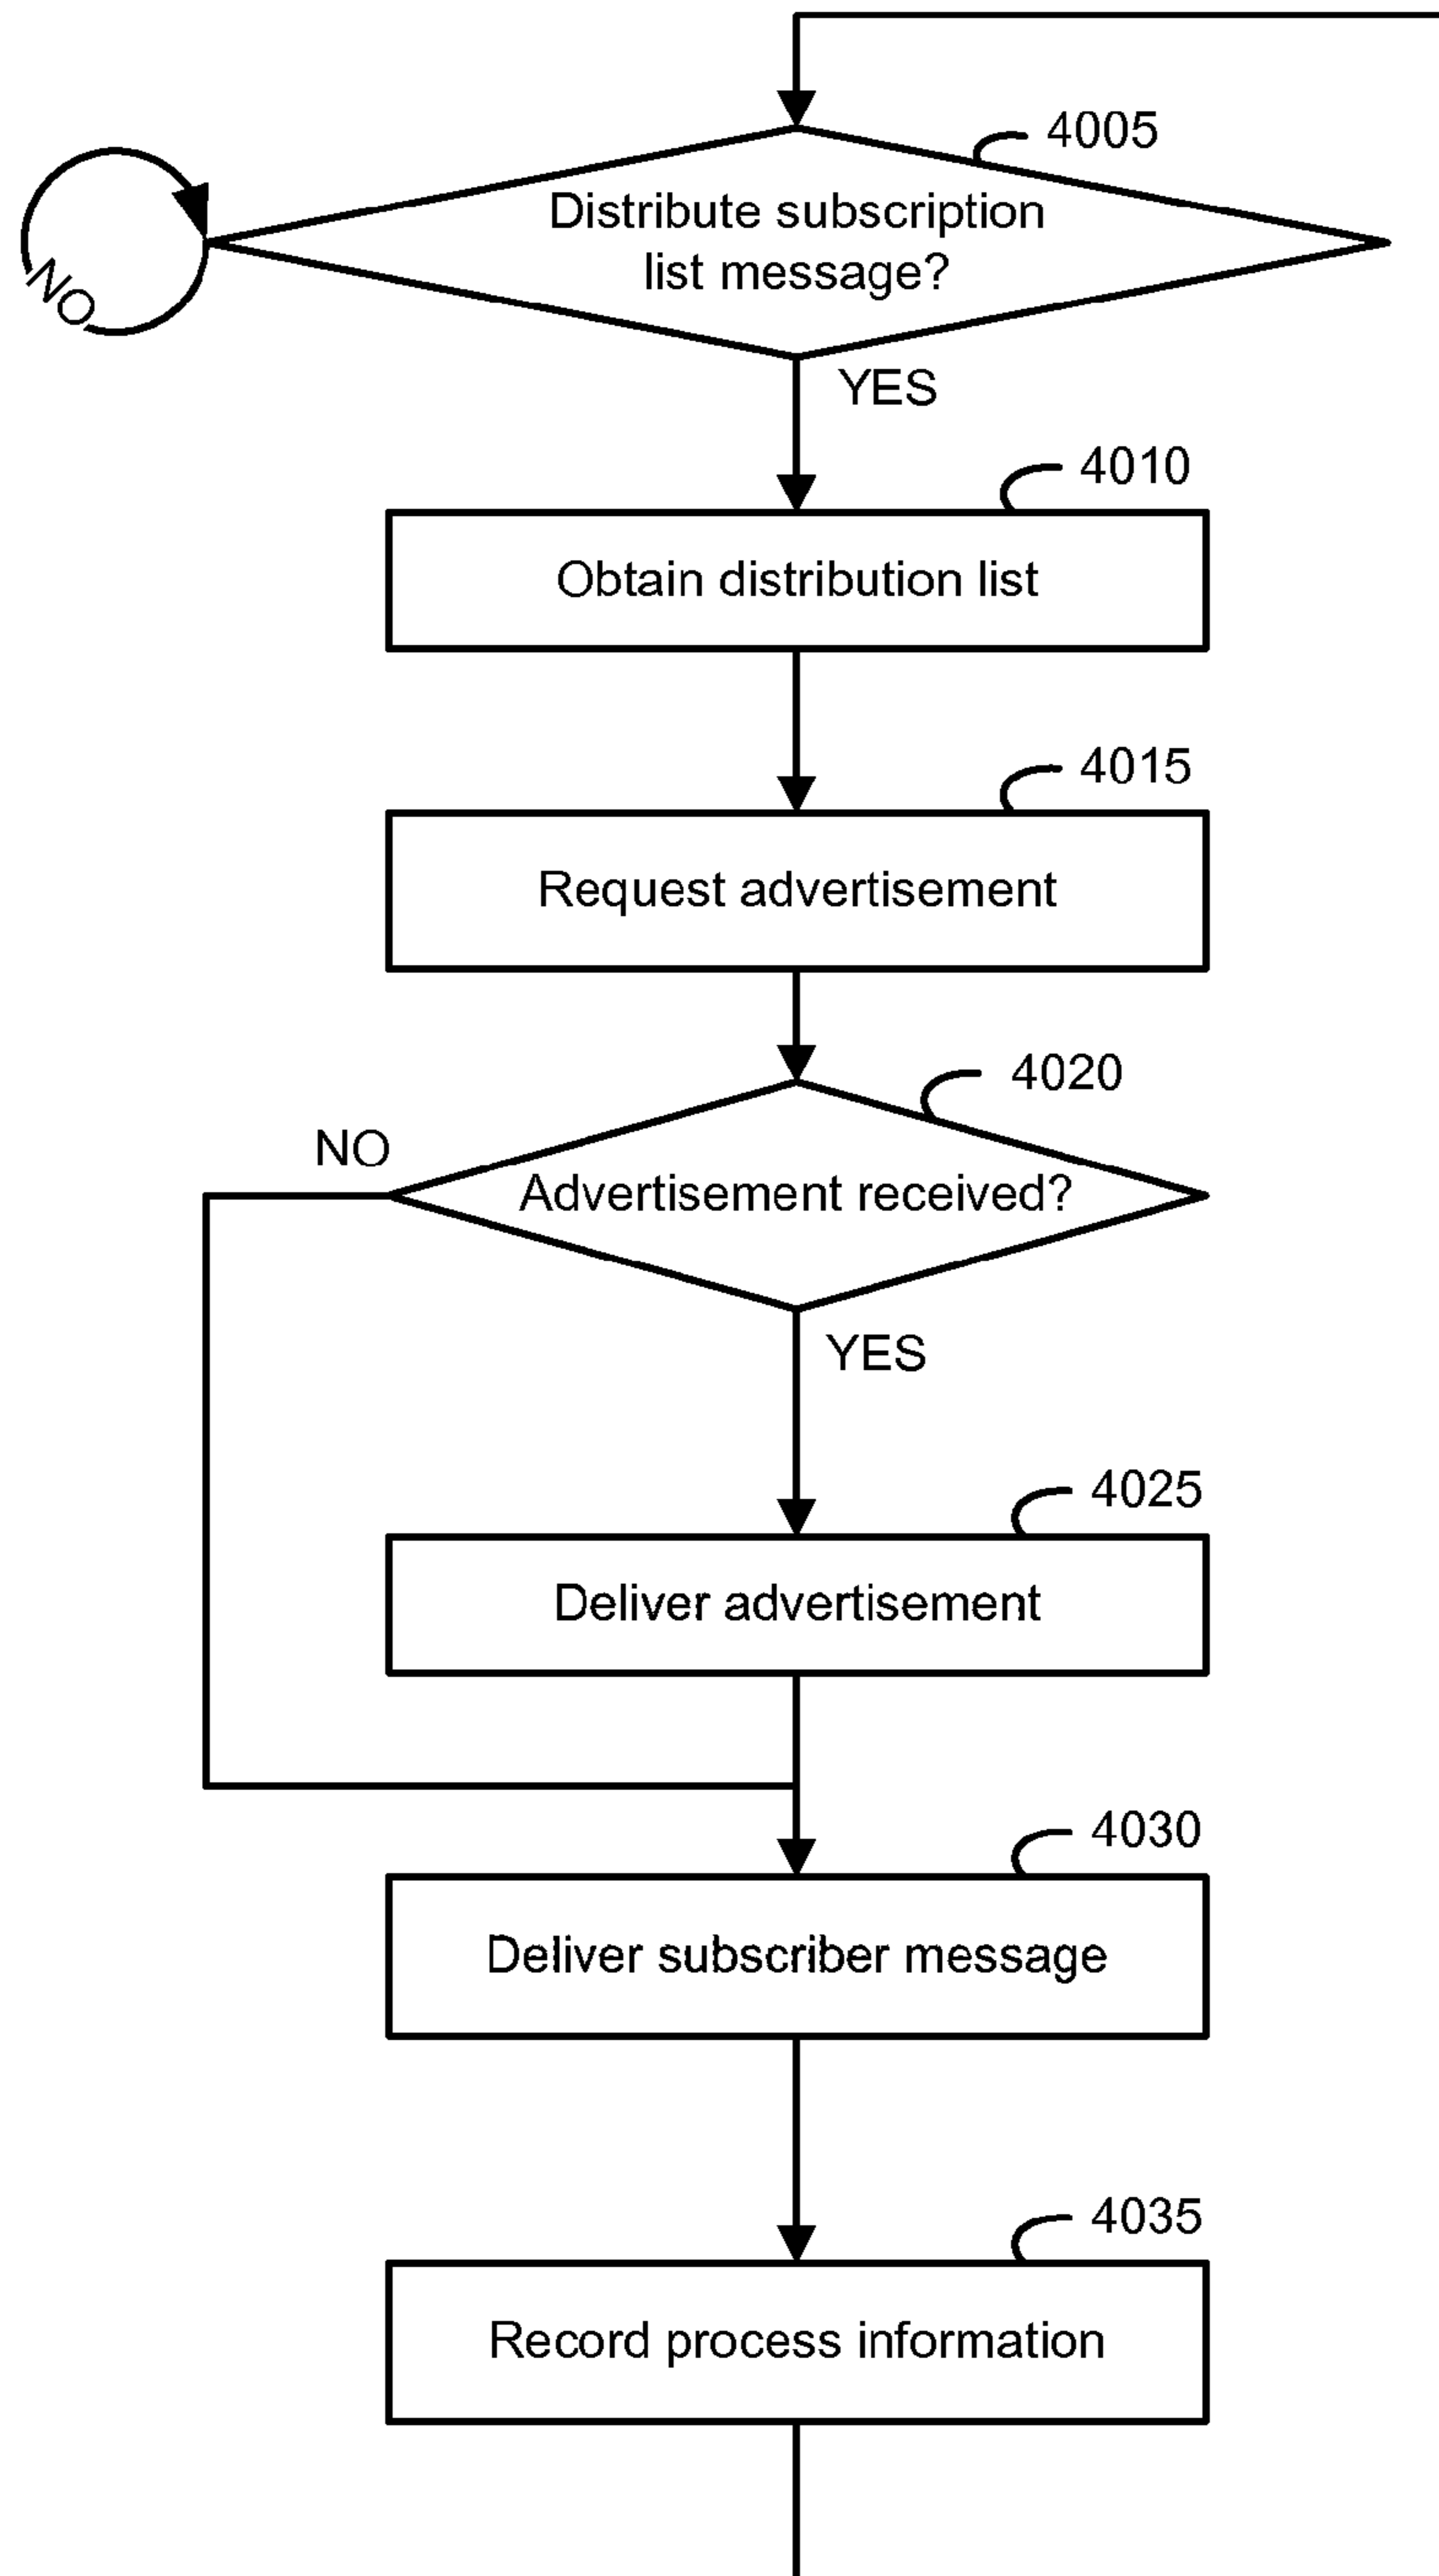 4005
Distribute subscription
list message?
NO
YES
4010
Obtain distribution list
4015
Request advertisement
4020
NO
Advertisement received?
YES
4025
Deliver advertisement
4030
Deliver subscriber message
4035
Record process information